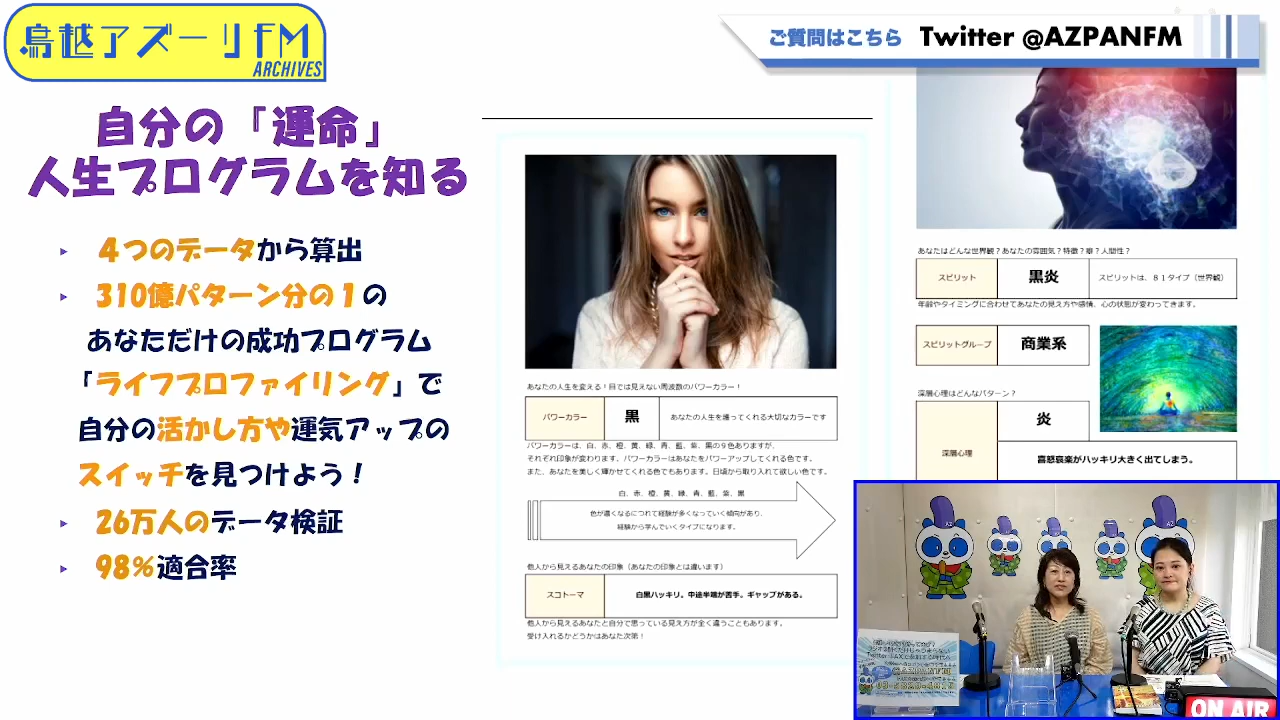 鳥越アズーリFM
ARCHIVES
ご質問はこちら Twitter @AZPANFM
自分の「運命」
人生プログラムを知る
４つのデータから算出
310億パターン分の１の
あなただけの成功プログラム
「ライフプロファイリング」で
自分の活かし方や運気アップの
スイッチを見つけよう！
26万人のデータ検証
98％適合率
あなたの人生を変える！目では見えない周波数のパワーカラー！
パワーカラー 黒 あなたの人生を護ってくれる大切なカラーです
パワーカラーは、白、赤、橙、黄、緑、青、藍、紫、黒の９色ありますが、
それぞれ印象が変わります。パワーカラーはあなたをパワーアップしてくれる色です。
また、あなたを美しく輝かせてくれる色でもあります。日頃から取り入れて欲しい色です。
白、赤、橙、黄、緑、青、藍、紫、黒
色が濃くなるにつれて経験が多くなっていく傾向があり、
経験から学んでいくタイプになります。
他人から見えるあなたの印象（あなたの印象とは違います）
スコトーマ 白黒ハッキリ。中途半端が苦手。ギャップがある。
他人から見えるあなたと自分で思っている見え方が全く違うこともあります。
受け入れるかどうかはあなた次第！
あなたはどんな世界観？あなたの雰囲気？特徴？癖？人間性？
スピリット 黒炎 スピリットは、８１タイプ（世界観）
年齢やタイミングに合わせてあなたの見え方や感情、心の状態が変わってきます。
スピリットグループ 商業系
深層心理はどんなパターン？
深層心理 炎
喜怒哀楽がハッキリ大きく出てしまう。
ON AIR